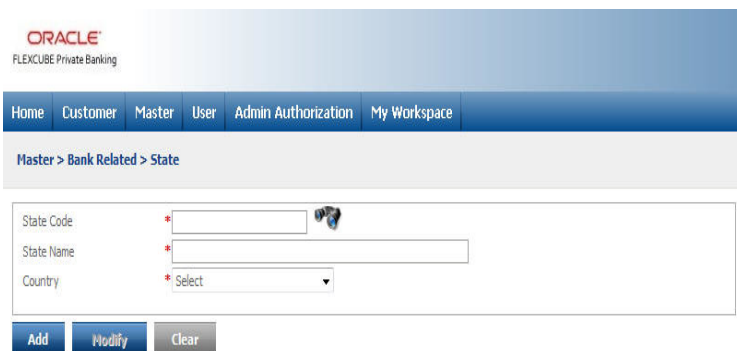 ORACLE®
FLEXCUBE Private Banking
Home Customer Master User Admin Authorization My Workspace
Master > Bank Related > State
State Code *
State Name *
Country * Select
Add Modify Clear